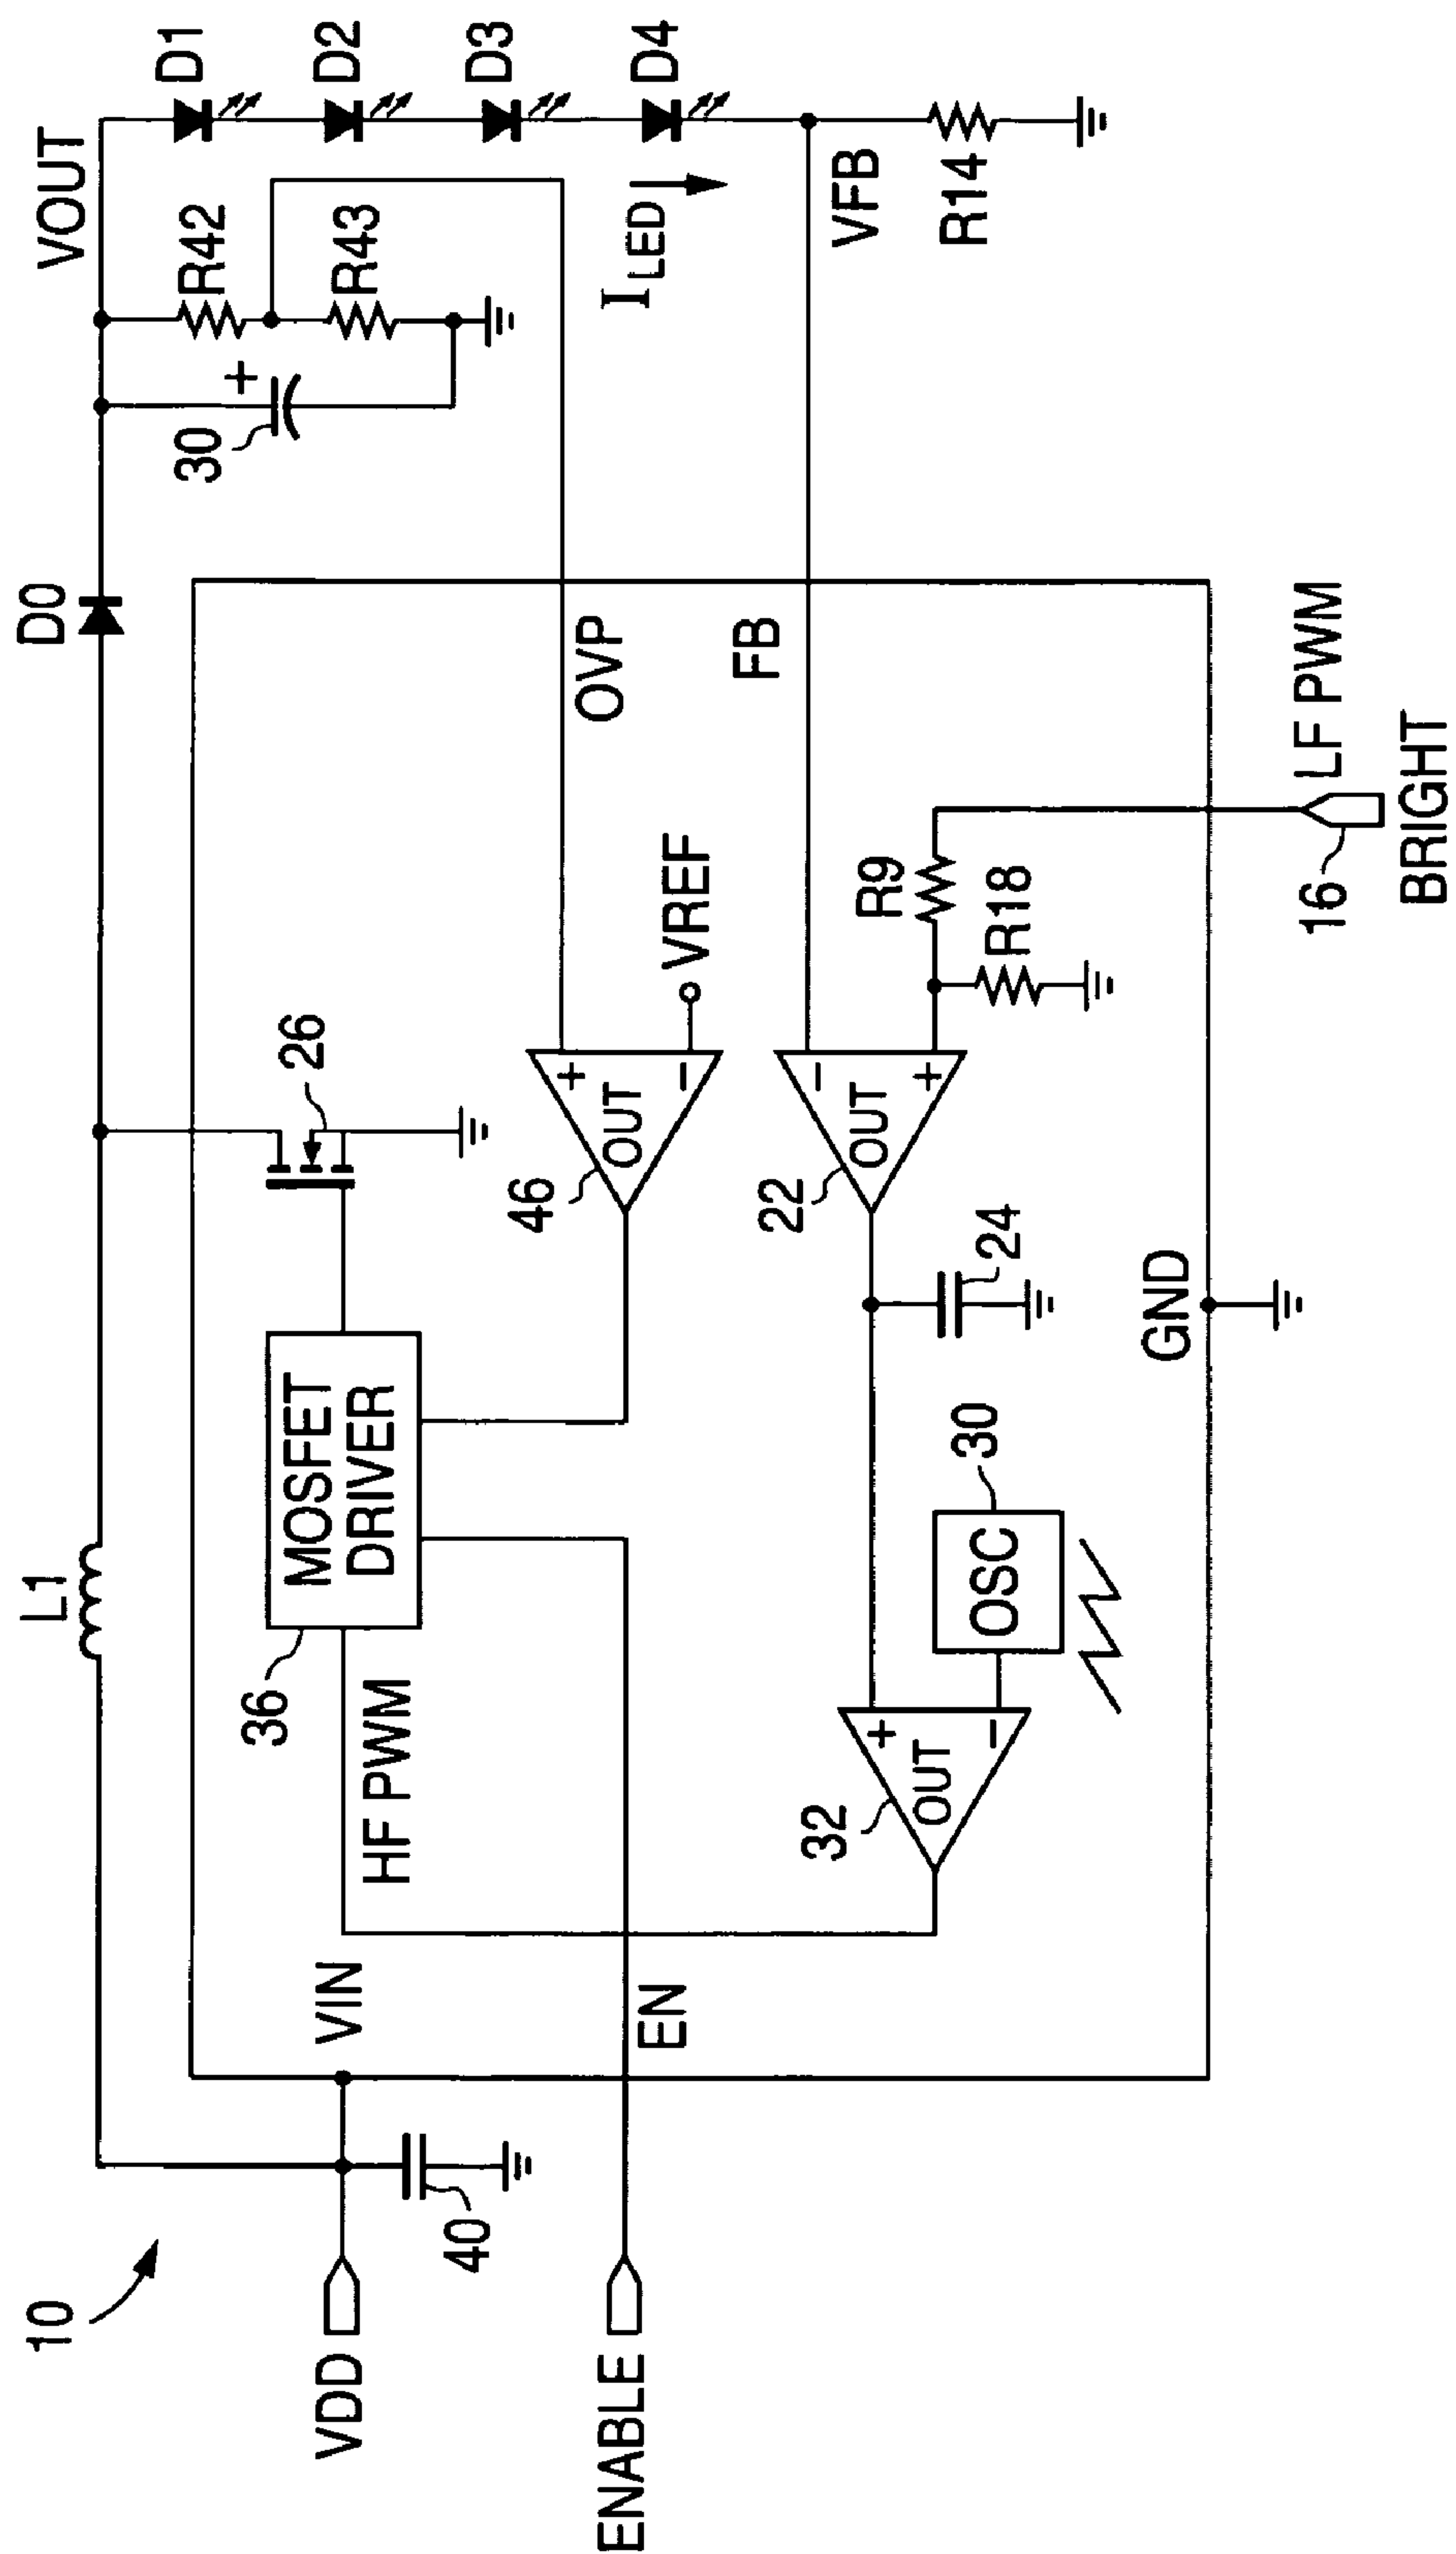 10
VDD
40
ENABLE
VIN
EN
L1
36
MOSFET
DRIVER
HF PWM
32
+
−
OUT
OSC
30
26
46
OUT
+
−
VREF
22
OUT
−
+
24
GND
R9
R18
OVP
FB
LF PWM
16
BRIGHT
D0
30
+
VOUT
R42
R43
I LED
VFB
R14
D1
D2
D3
D4